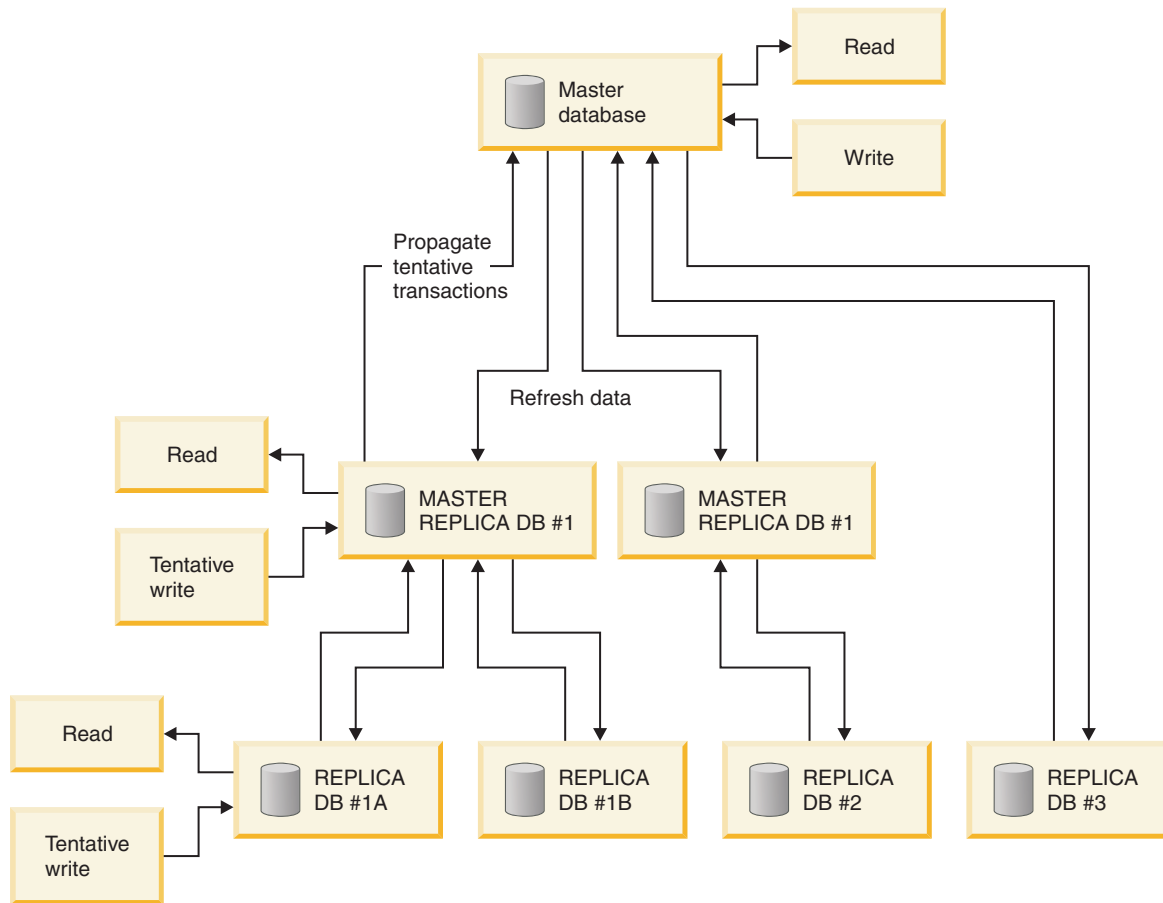 Read
Master
database
Write
Propagate
tentative
transactions
Refresh data
Read
MASTER
REPLICA DB #1
MASTER
REPLICA DB #1
Tentative
write
Read
REPLICA
DB #1A
REPLICA
DB #1B
REPLICA
DB #2
REPLICA
DB #3
Tentative
write